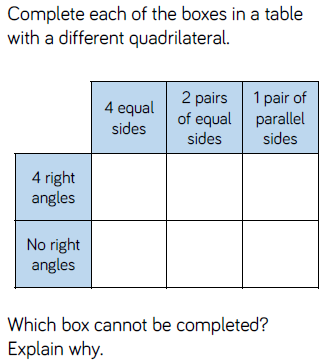 Complete each of the boxes in a table
with a different quadrilateral.
4 equal
sides
2 pairs
of equal
sides
1 pair of
parallel
sides
4 right
angles
No right
angles
Which box cannot be completed?
Explain why.